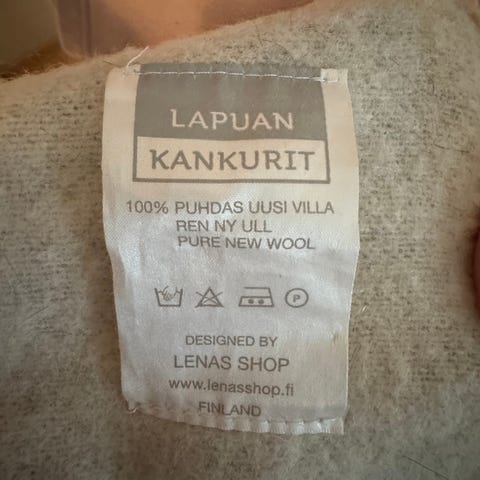 LAPUAN
KANKURIT
100% PUHDAS UUSI VILLA
REN NY ULL
PURE NEW WOOL
P
DESIGNED BY
LENAS SHOP
www.lenasshop.fi
FINLAND